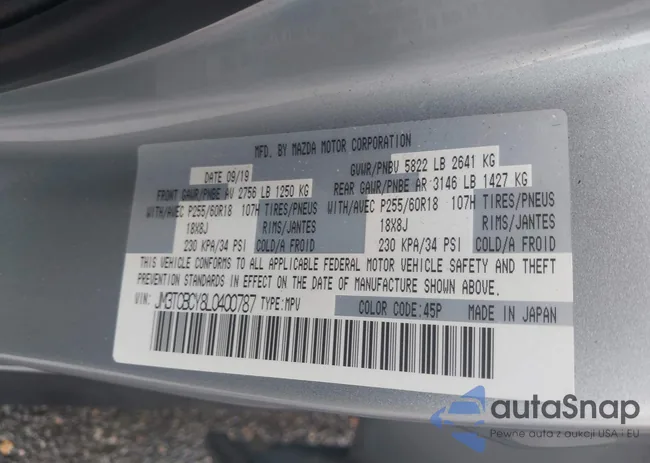 MFD. BY MAZDA MOTOR CORPORATION
DATE 09/19 GVWR/PNBV 5822 LB 2641 KG
FRONT GAWR/PNBE AV 2756 LB 1250 KG REAR GAWR/PNBE AR 3146 LB 1427 KG
WITH/AVEC P255/60R18 107H TIRES/PNEUS WITH/AVEC P255/60R18 107H TIRES/PNEUS
18X8J RIMS/JANTES 18X8J RIMS/JANTES
230 KPA/34 PSI COLD/A FROID 230 KPA/34 PSI COLD/A FROID
THIS VEHICLE CONFORMS TO ALL APPLICABLE FEDERAL MOTOR VEHICLE SAFETY AND THEFT
PREVENTION STANDARDS IN EFFECT ON THE DATE OF MANUFACTURE SHOWN ABOVE.
VIN: JM3TCBCY8L0400787 TYPE:MPV COLOR CODE:45P MADE IN JAPAN
autaSnap
Pewne auta z aukcji USA i EU